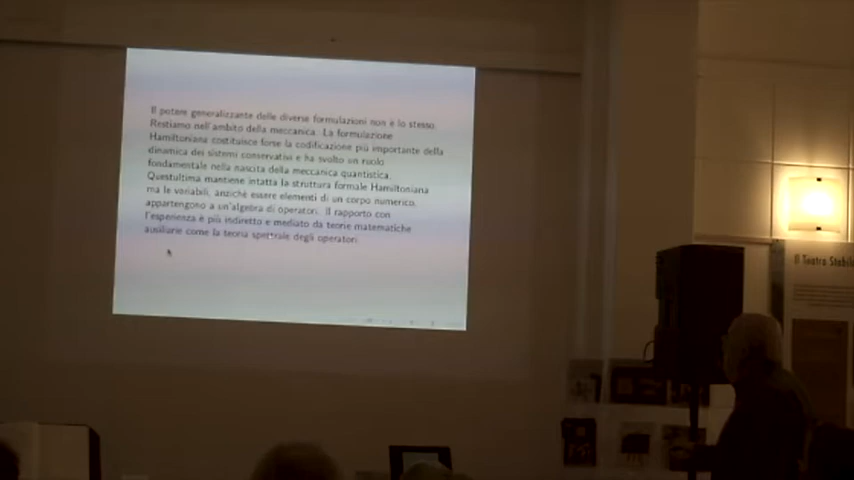 Il potere generalizzante delle diverse formulazioni non è lo stesso.
Restiamo nell'ambito della meccanica. La formulazione
Hamiltoniana costituisce forse la codificazione più importante della
dinamica dei sistemi conservativi e ha svolto un ruolo
fondamentale nella nascita della meccanica quantistica.
Quest'ultima mantiene intatta la struttura formale Hamiltoniana
ma le variabili, anzichè essere elementi di un corpo numerico,
appartengono a un'algebra di operatori. Il rapporto con
l'esperienza è più indiretto e mediato da teorie matematiche
ausiliarie come la teoria spettrale degli operatori.
Il Teatro Stabile